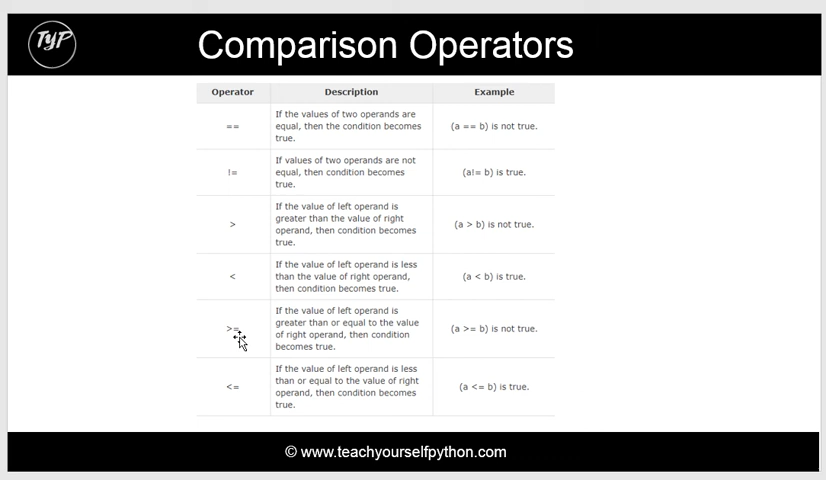 TYP
Comparison Operators
Operator Description Example
If the values of two operands are
== equal, then the condition becomes (a == b) is not true.
true.
If values of two operands are not
!= equal, then condition becomes (a!= b) is true.
true.
If the value of left operand is
greater than the value of right
> operand, then condition becomes (a > b) is not true.
true.
If the value of left operand is less
< than the value of right operand, (a < b) is true.
then condition becomes true.
If the value of left operand is
greater than or equal to the value
>= of right operand, then condition (a >= b) is not true.
becomes true.
If the value of left operand is less
than or equal to the value of right
<= operand, then condition becomes (a <= b) is true.
true.
© www.teachyourselfpython.com